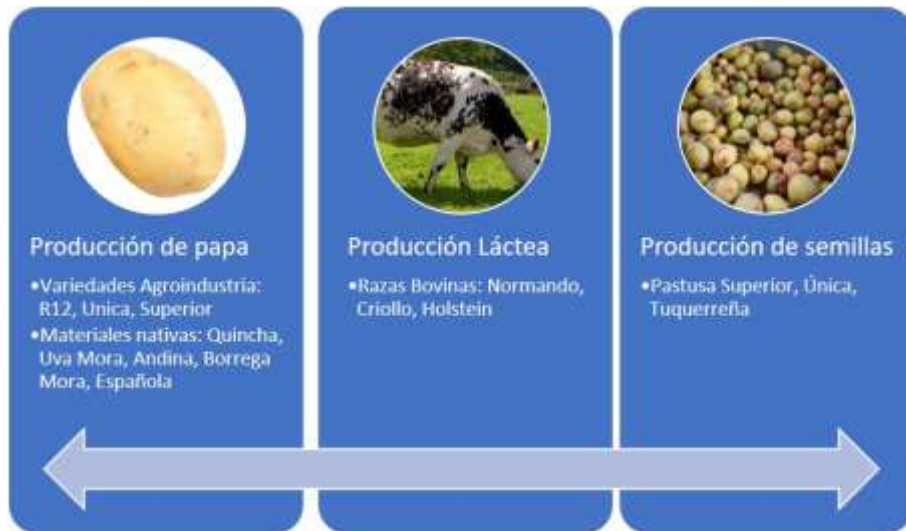 Producción de papa
•Variedades Agroindustria:
R12, Unica, Superior
•Materiales nativas: Quincha,
Uva Mora, Andina, Borrega
Mora, Española
Producción Láctea
•Razas Bovinas: Normando,
Criollo, Holstein
Producción de semillas
•Pastusa Superior, Única,
Tuquerreña